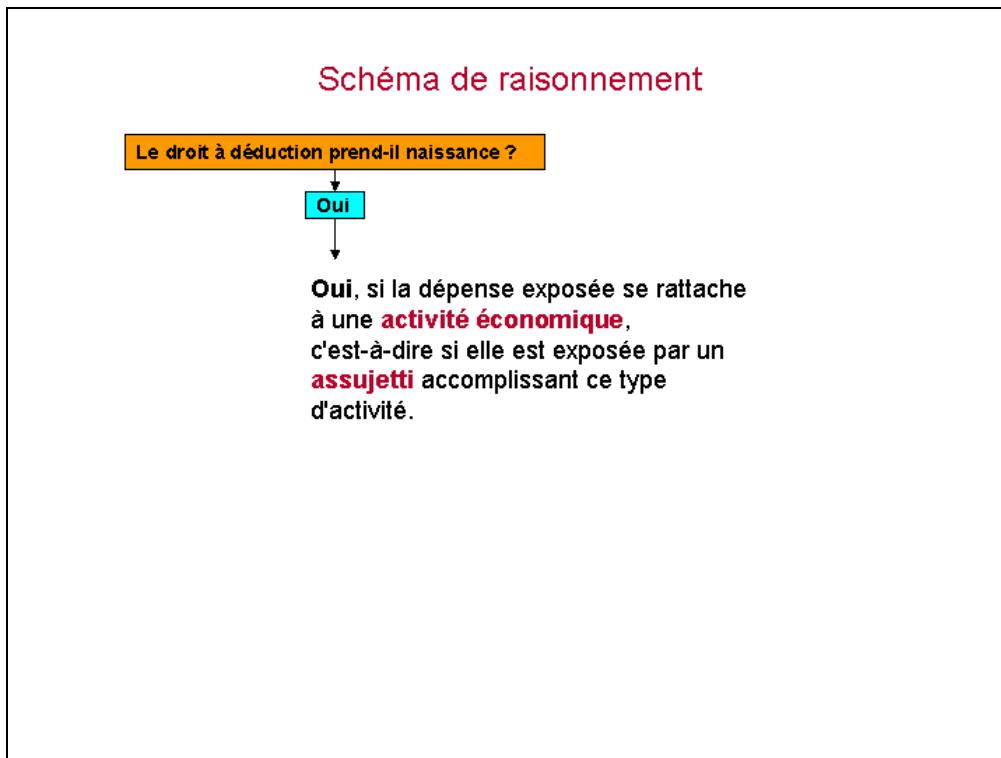 Schéma de raisonnement
Le droit à déduction prend-il naissance ?
Oui
Oui, si la dépense exposée se rattache
à une activité économique,
c'est-à-dire si elle est exposée par un
assujetti accomplissant ce type
d'activité.